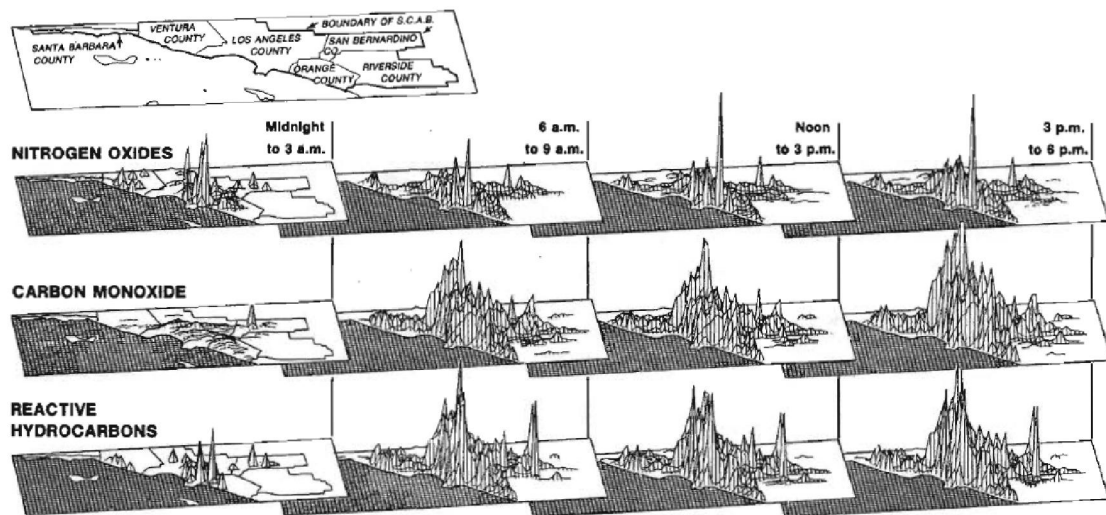 BOUNDARY OF S.C.A.B.
VENTURA
COUNTY
LOS ANGELES
COUNTY
SAN BERNARDINO
CO.
SANTA BARBARA
COUNTY
ORANGE
COUNTY
RIVERSIDE
COUNTY
Midnight
to 3 a.m.
6 a.m.
to 9 a.m.
Noon
to 3 p.m.
3 p.m.
to 6 p.m.
NITROGEN OXIDES
CARBON MONOXIDE
REACTIVE
HYDROCARBONS